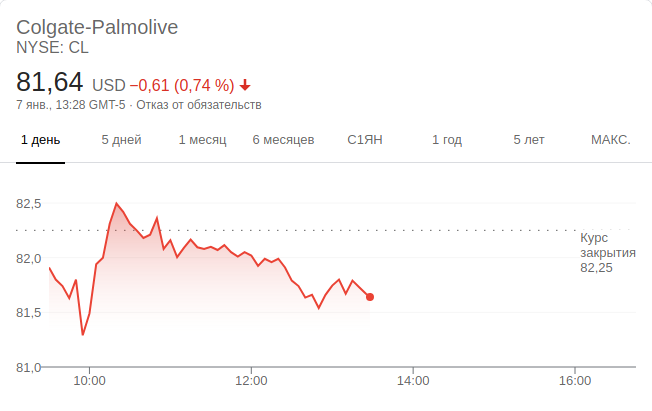 Colgate-Palmolive
NYSE: CL
81,64 USD −0,61 (0,74 %)
7 янв., 13:28 GMT-5 · Отказ от обязательств
1 день 5 дней 1 месяц 6 месяцев С1ЯН 1 год 5 лет МАКС.
82,5
82,0
81,5
81,0
Курс
закрытия
82,25
10:00 12:00 14:00 16:00